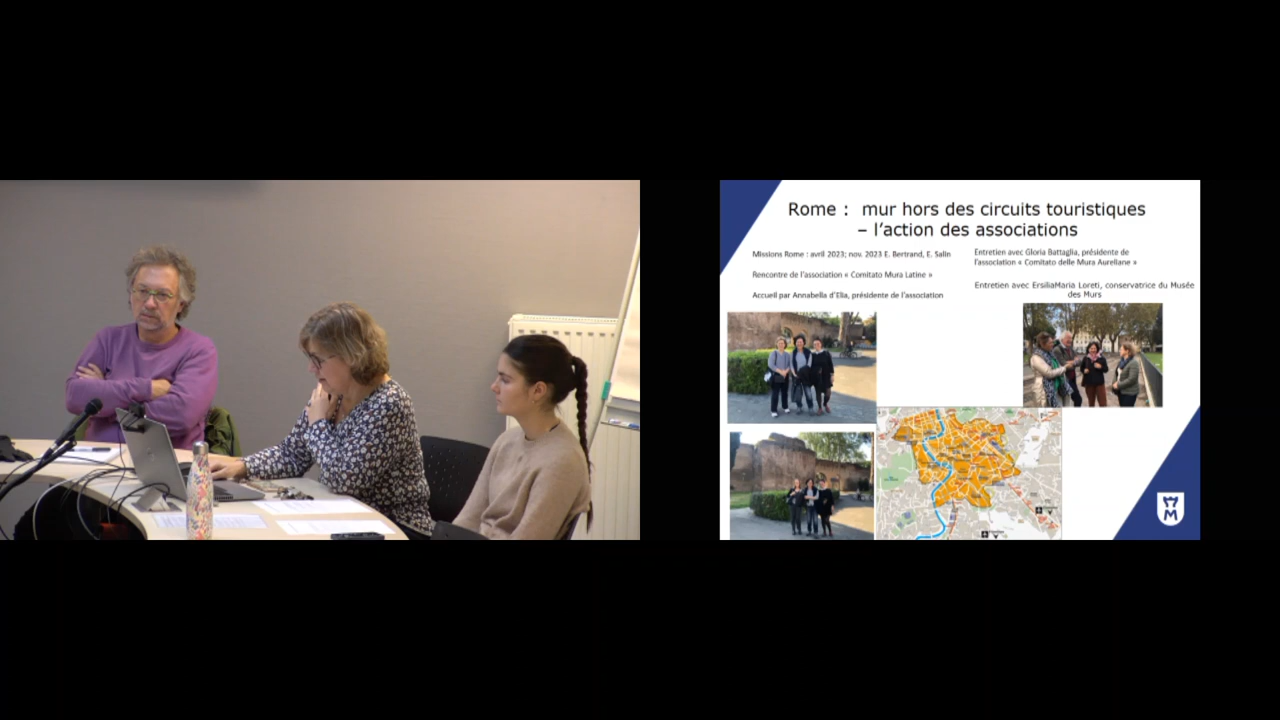 Rome : mur hors des circuits touristiques
– l'action des associations
Missions Rome : avril 2023; nov. 2023 E. Bertrand, E. Salin
Rencontre de l'association « Comitato Mura Latine »
Accueil par Annabella d'Elia, présidente de l'association
Entretien avec Gloria Battaglia, présidente de
l'association « Comitato delle Mura Aureliane »
Entretien avec ErsiliaMaria Loreti, conservatrice du Musée
des Murs
M